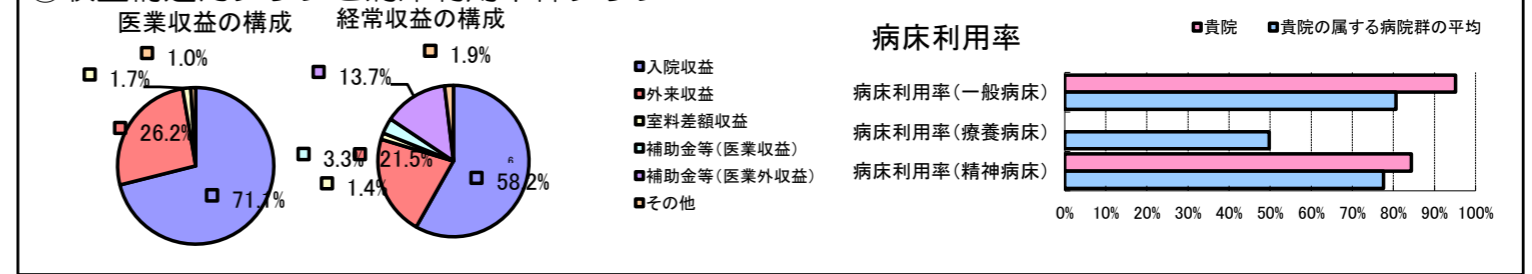 医業収益の構成
1.0%
1.7%
26.2%
71.1%
経常収益の構成
1.9%
13.7%
3.3%
21.5%
1.4%
58.2%
入院収益
外来収益
室料差額収益
補助金等(医業収益)
補助金等(医業外収益)
その他
病床利用率
貴院 貴院の属する病院群の平均
病床利用率(一般病床)
病床利用率(療養病床)
病床利用率(精神病床)
0% 10% 20% 30% 40% 50% 60% 70% 80% 90% 100%